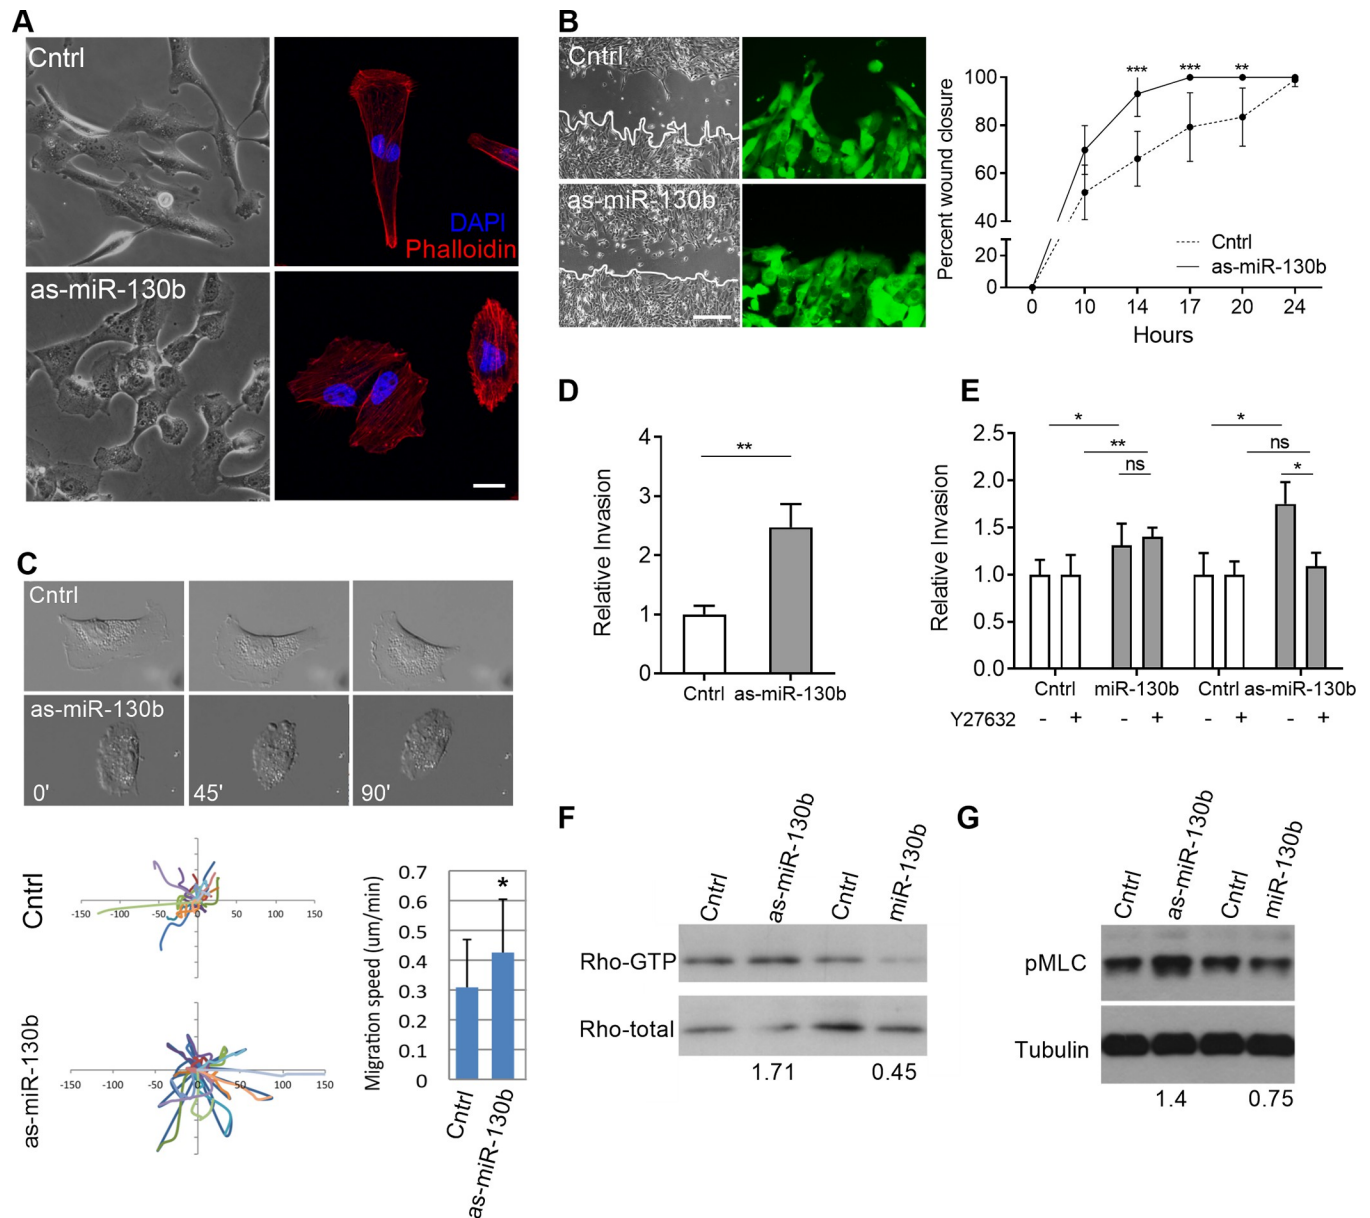 A
Cntrl
DAPI
Phalloidin
as-miR-130b
B
Cntrl
as-miR-130b
Percent wound closure
100
80
60
40
20
0
*** *** **
Cntrl
as-miR-130b
0 10 14 17 20 24
Hours
C
Cntrl
as-miR-130b
0' 45' 90'
Cntrl
-150 -100 -50 0 50 100 150
as-miR-130b
-150 -100 -50 0 50 100 150
Migration speed (um/min)
0.7
0.6
0.5
0.4
0.3
0.2
0.1
0
*
Cntrl
as-miR-130b
D
Relative Invasion
4
3
2
1
0
**
Cntrl as-miR-130b
E
Relative Invasion
2.5
2.0
1.5
1.0
0.5
0.0
* *
** ns
ns *
Cntrl miR-130b Cntrl as-miR-130b
Y27632 - + - + - + - +
F
Cntrl as-miR-130b Cntrl miR-130b
Rho-GTP
Rho-total
1.71 0.45
G
Cntrl as-miR-130b Cntrl miR-130b
pMLC
Tubulin
1.4 0.75